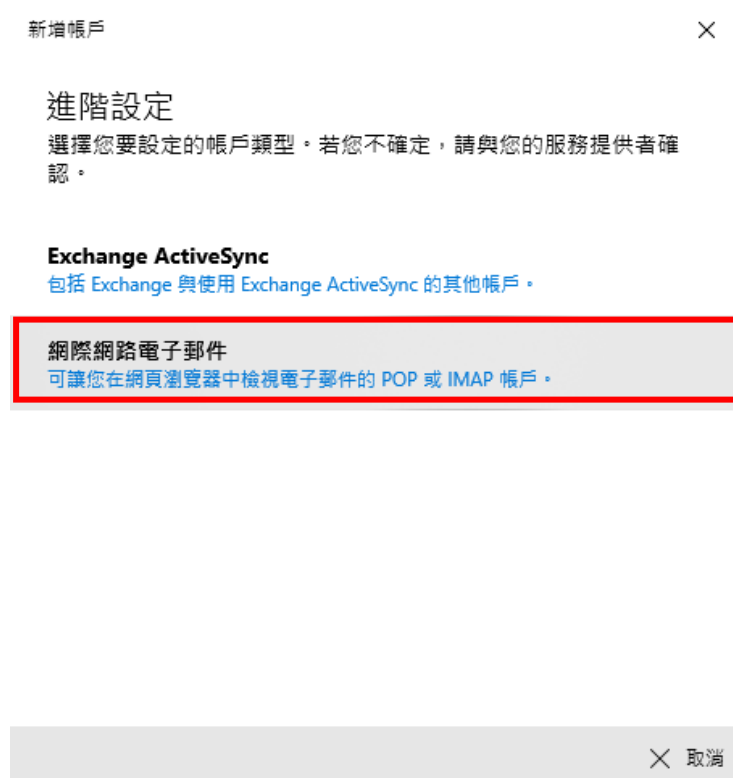 新增帳戶
進階設定
選擇您要設定的帳戶類型。若您不確定，請與您的服務提供者確
認。
Exchange ActiveSync
包括 Exchange 與使用 Exchange ActiveSync 的其他帳戶。
網際網路電子郵件
可讓您在網頁瀏覽器中檢視電子郵件的 POP 或 IMAP 帳戶。
取消